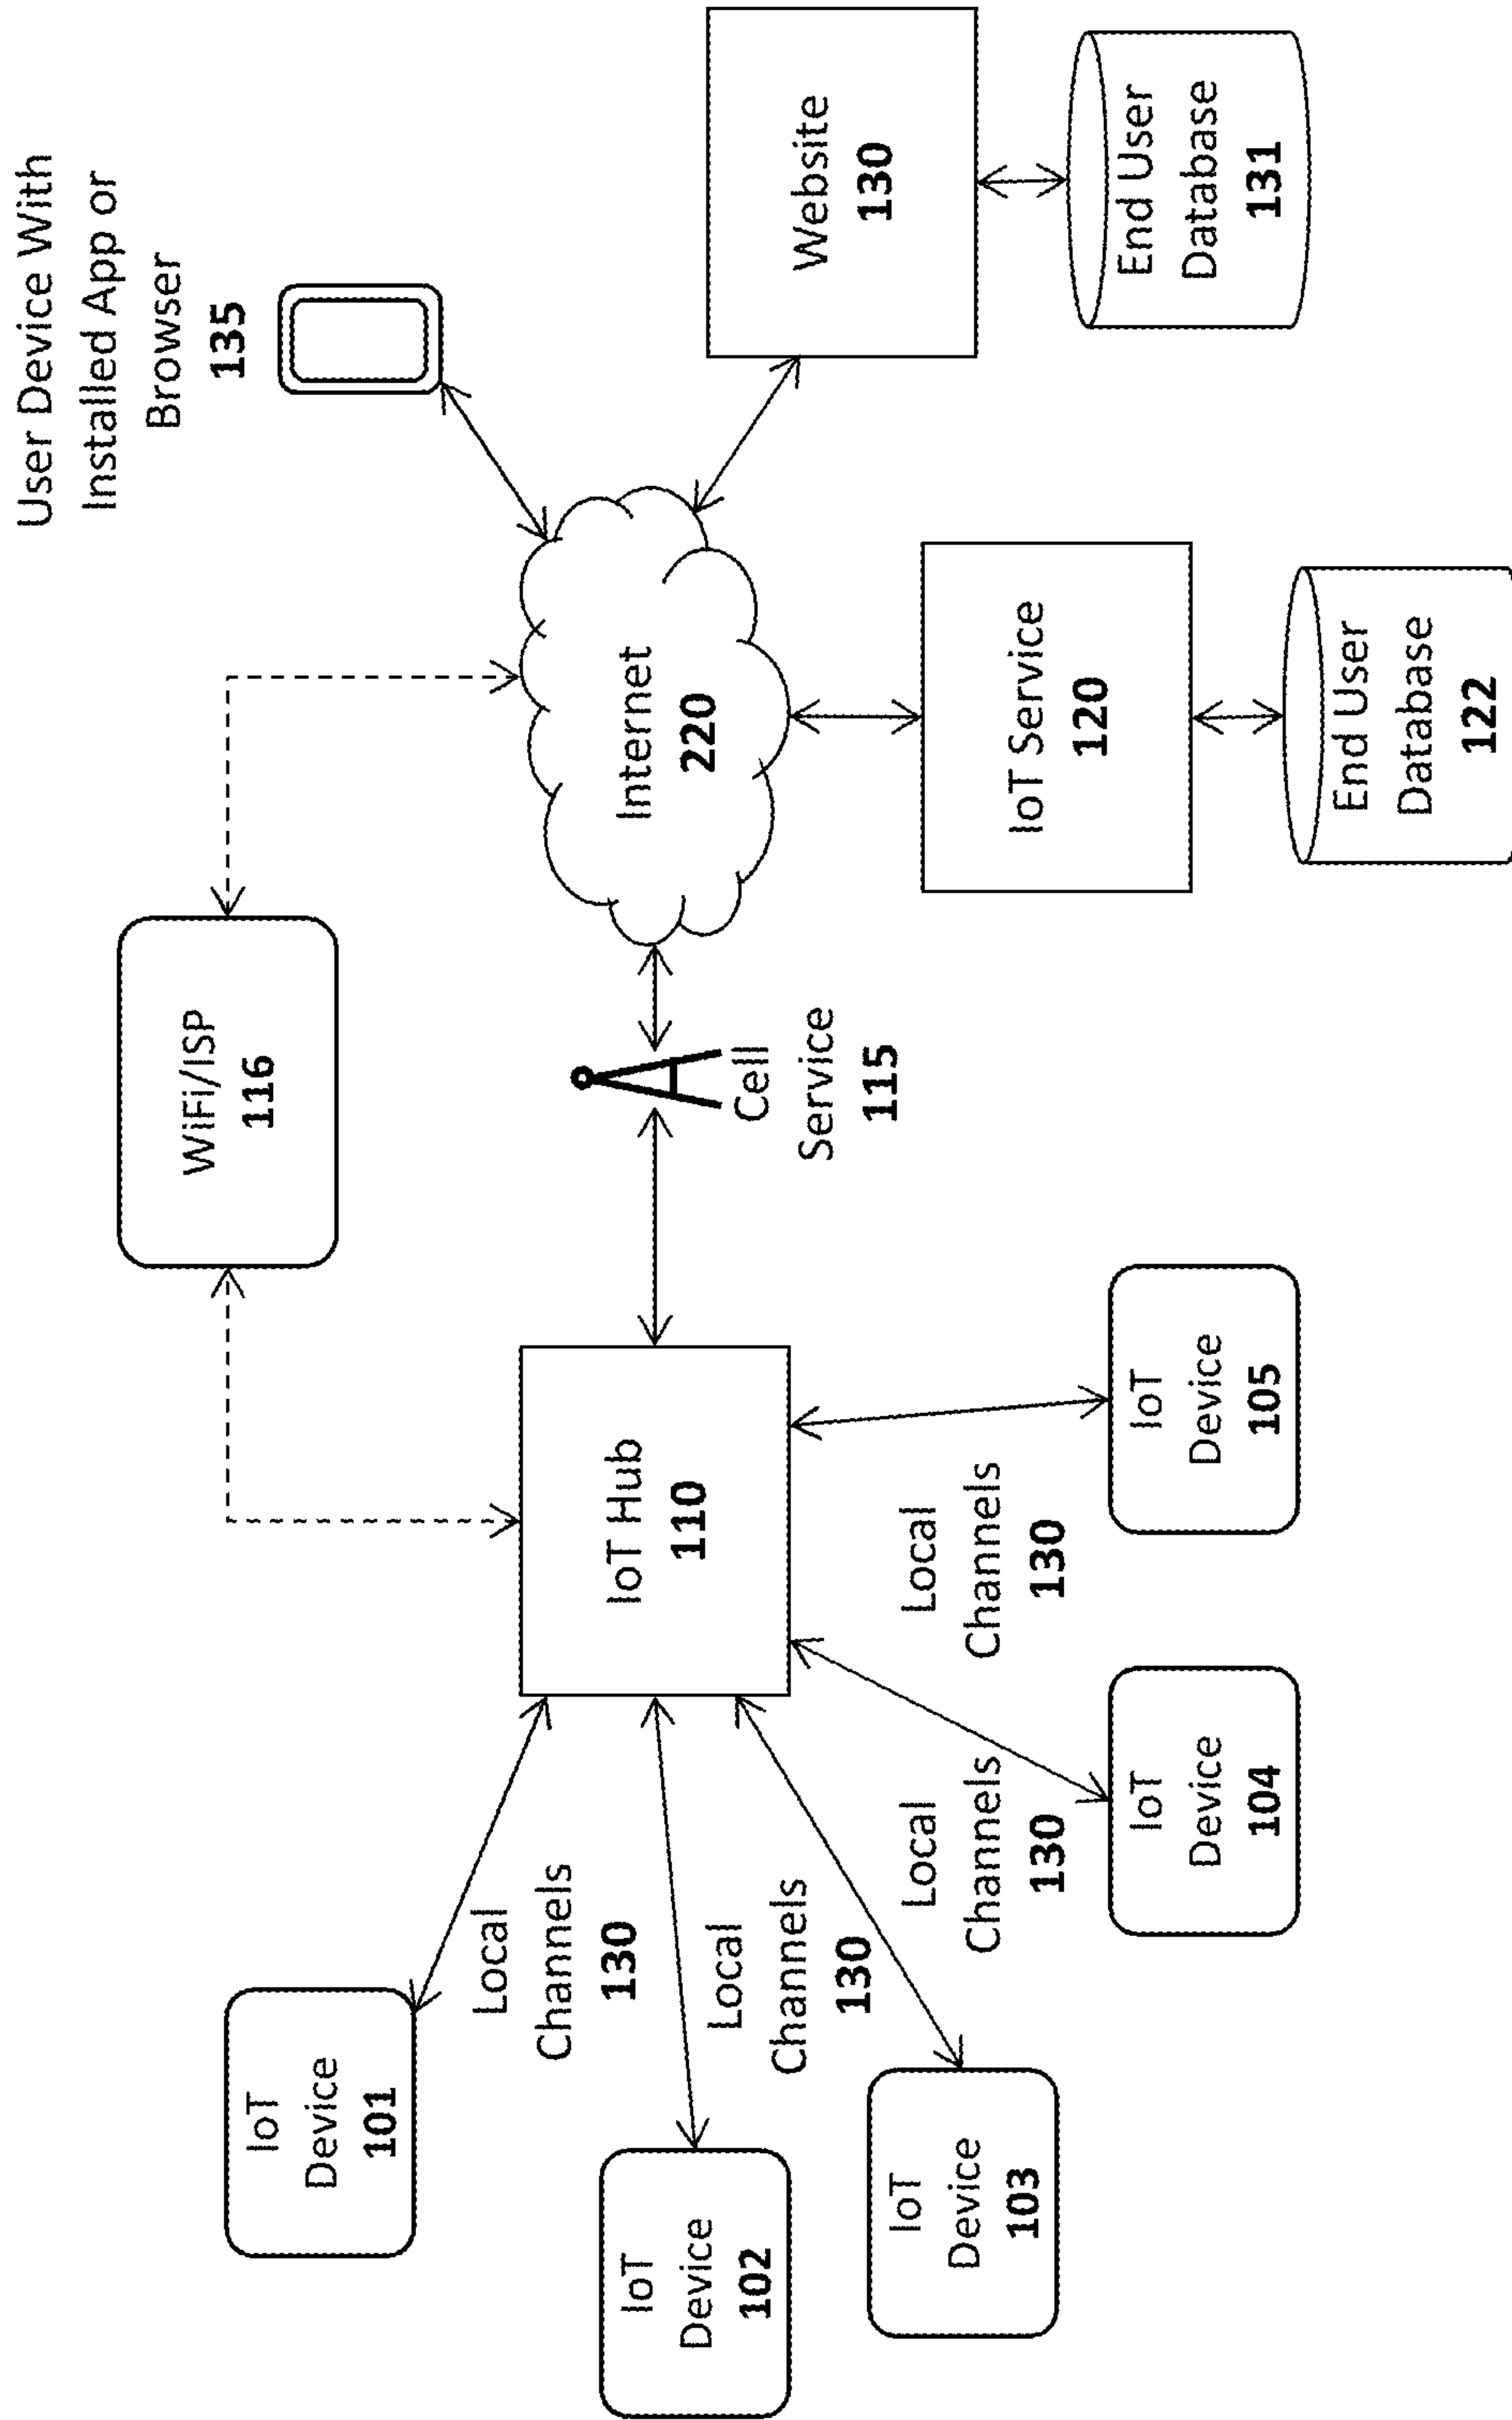 User Device With
Installed App or
Browser
135
WiFi/ISP
116
IoT
Device
101
Local
Channels
130
IoT
Device
102
Local
Channels
130
IoT
Device
103
IoT Hub
110
Cell
Service
115
Internet
220
Website
130
End User
Database
131
Local
Channels
130
IoT
Device
104
Local
Channels
130
IoT
Device
105
IoT Service
120
End User
Database
122